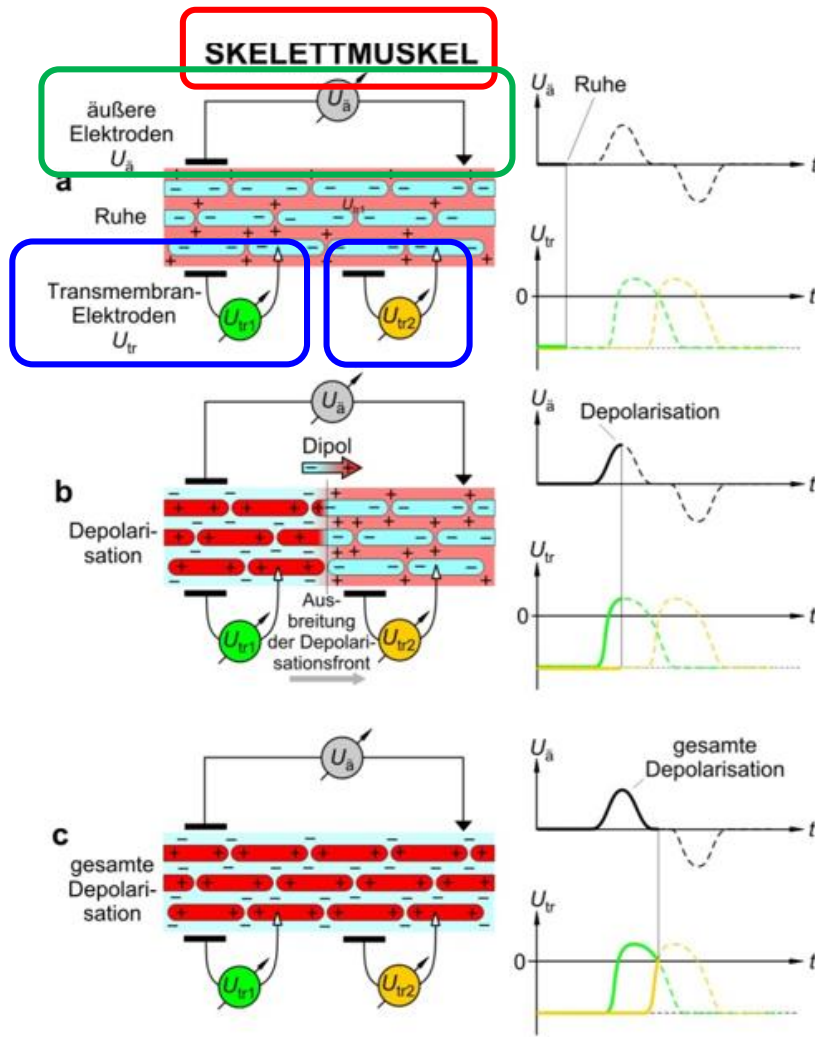 SKELETTMUSKEL
äußere
Elektroden
Uä
Uä
a
Ruhe
Utr1
Transmembran-
Elektroden
Utr
Utr1
Utr2
Uä
Ruhe
t
Utr
0
t
b
Uä
Dipol
Depolari-
sation
Aus-
breitung
der Depolari-
sationsfront
Utr1
Utr2
Uä
Depolarisation
t
Utr
0
t
c
Uä
gesamte
Depolari-
sation
Utr1
Utr2
Uä
gesamte
Depolarisation
t
Utr
0
t